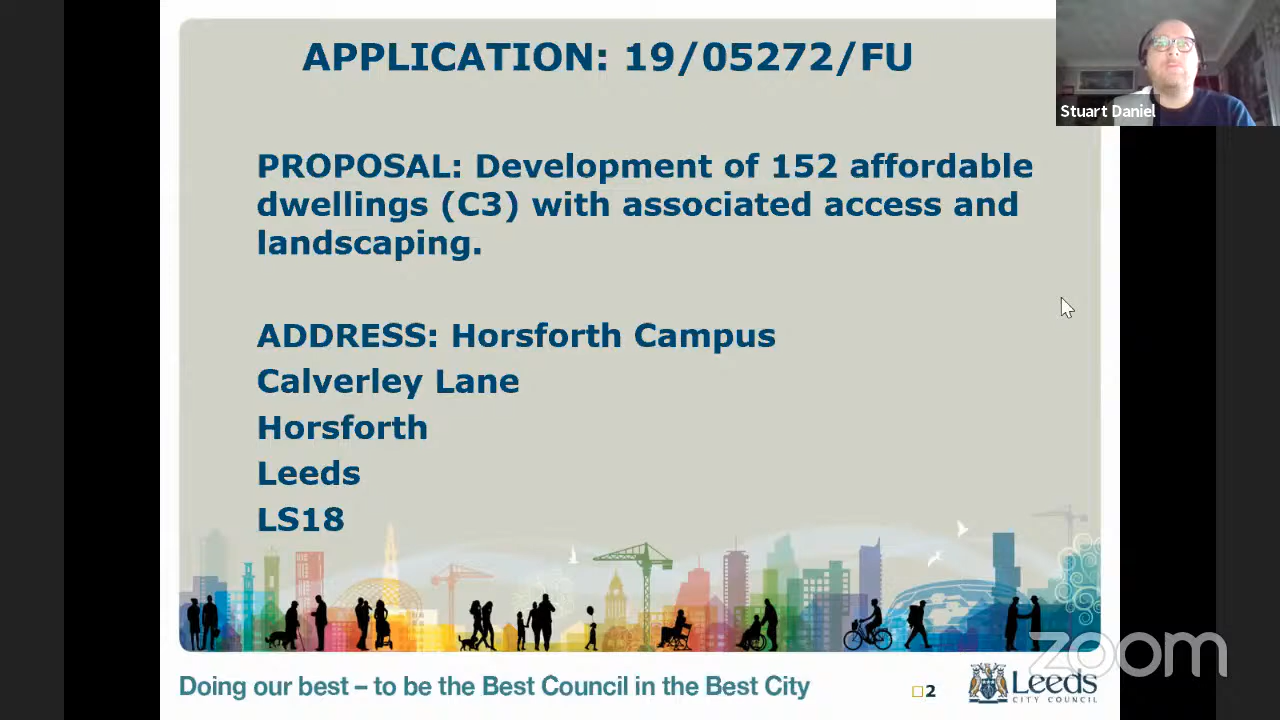 APPLICATION: 19/05272/FU
Stuart Daniel
PROPOSAL: Development of 152 affordable
dwellings (C3) with associated access and
landscaping.
ADDRESS: Horsforth Campus
Calverley Lane
Horsforth
Leeds
LS18
zoom
Doing our best – to be the Best Council in the Best City
2
Leeds
CITY COUNCIL